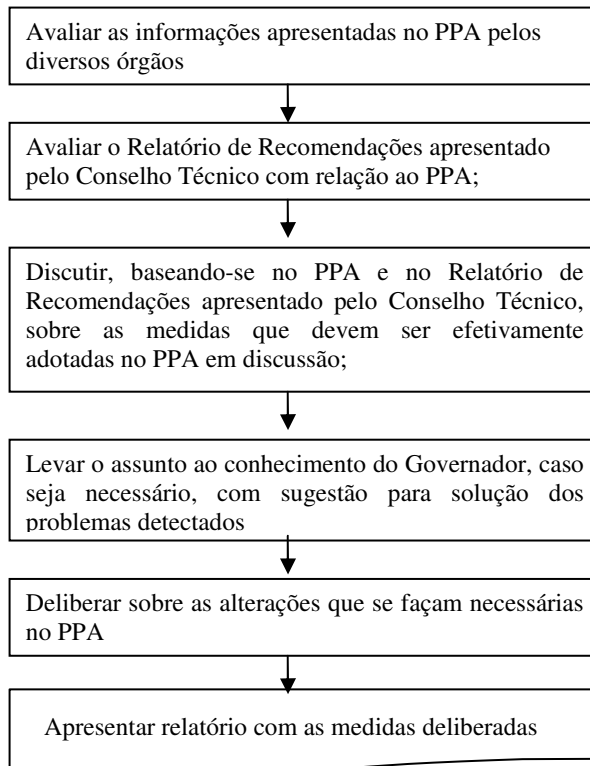 Avaliar as informações apresentadas no PPA pelos
diversos órgãos
Avaliar o Relatório de Recomendações apresentado
pelo Conselho Técnico com relação ao PPA;
Discutir, baseando-se no PPA e no Relatório de
Recomendações apresentado pelo Conselho Técnico,
sobre as medidas que devem ser efetivamente
adotadas no PPA em discussão;
Levar o assunto ao conhecimento do Governador, caso
seja necessário, com sugestão para solução dos
problemas detectados
Deliberar sobre as alterações que se façam necessárias
no PPA
Apresentar relatório com as medidas deliberadas